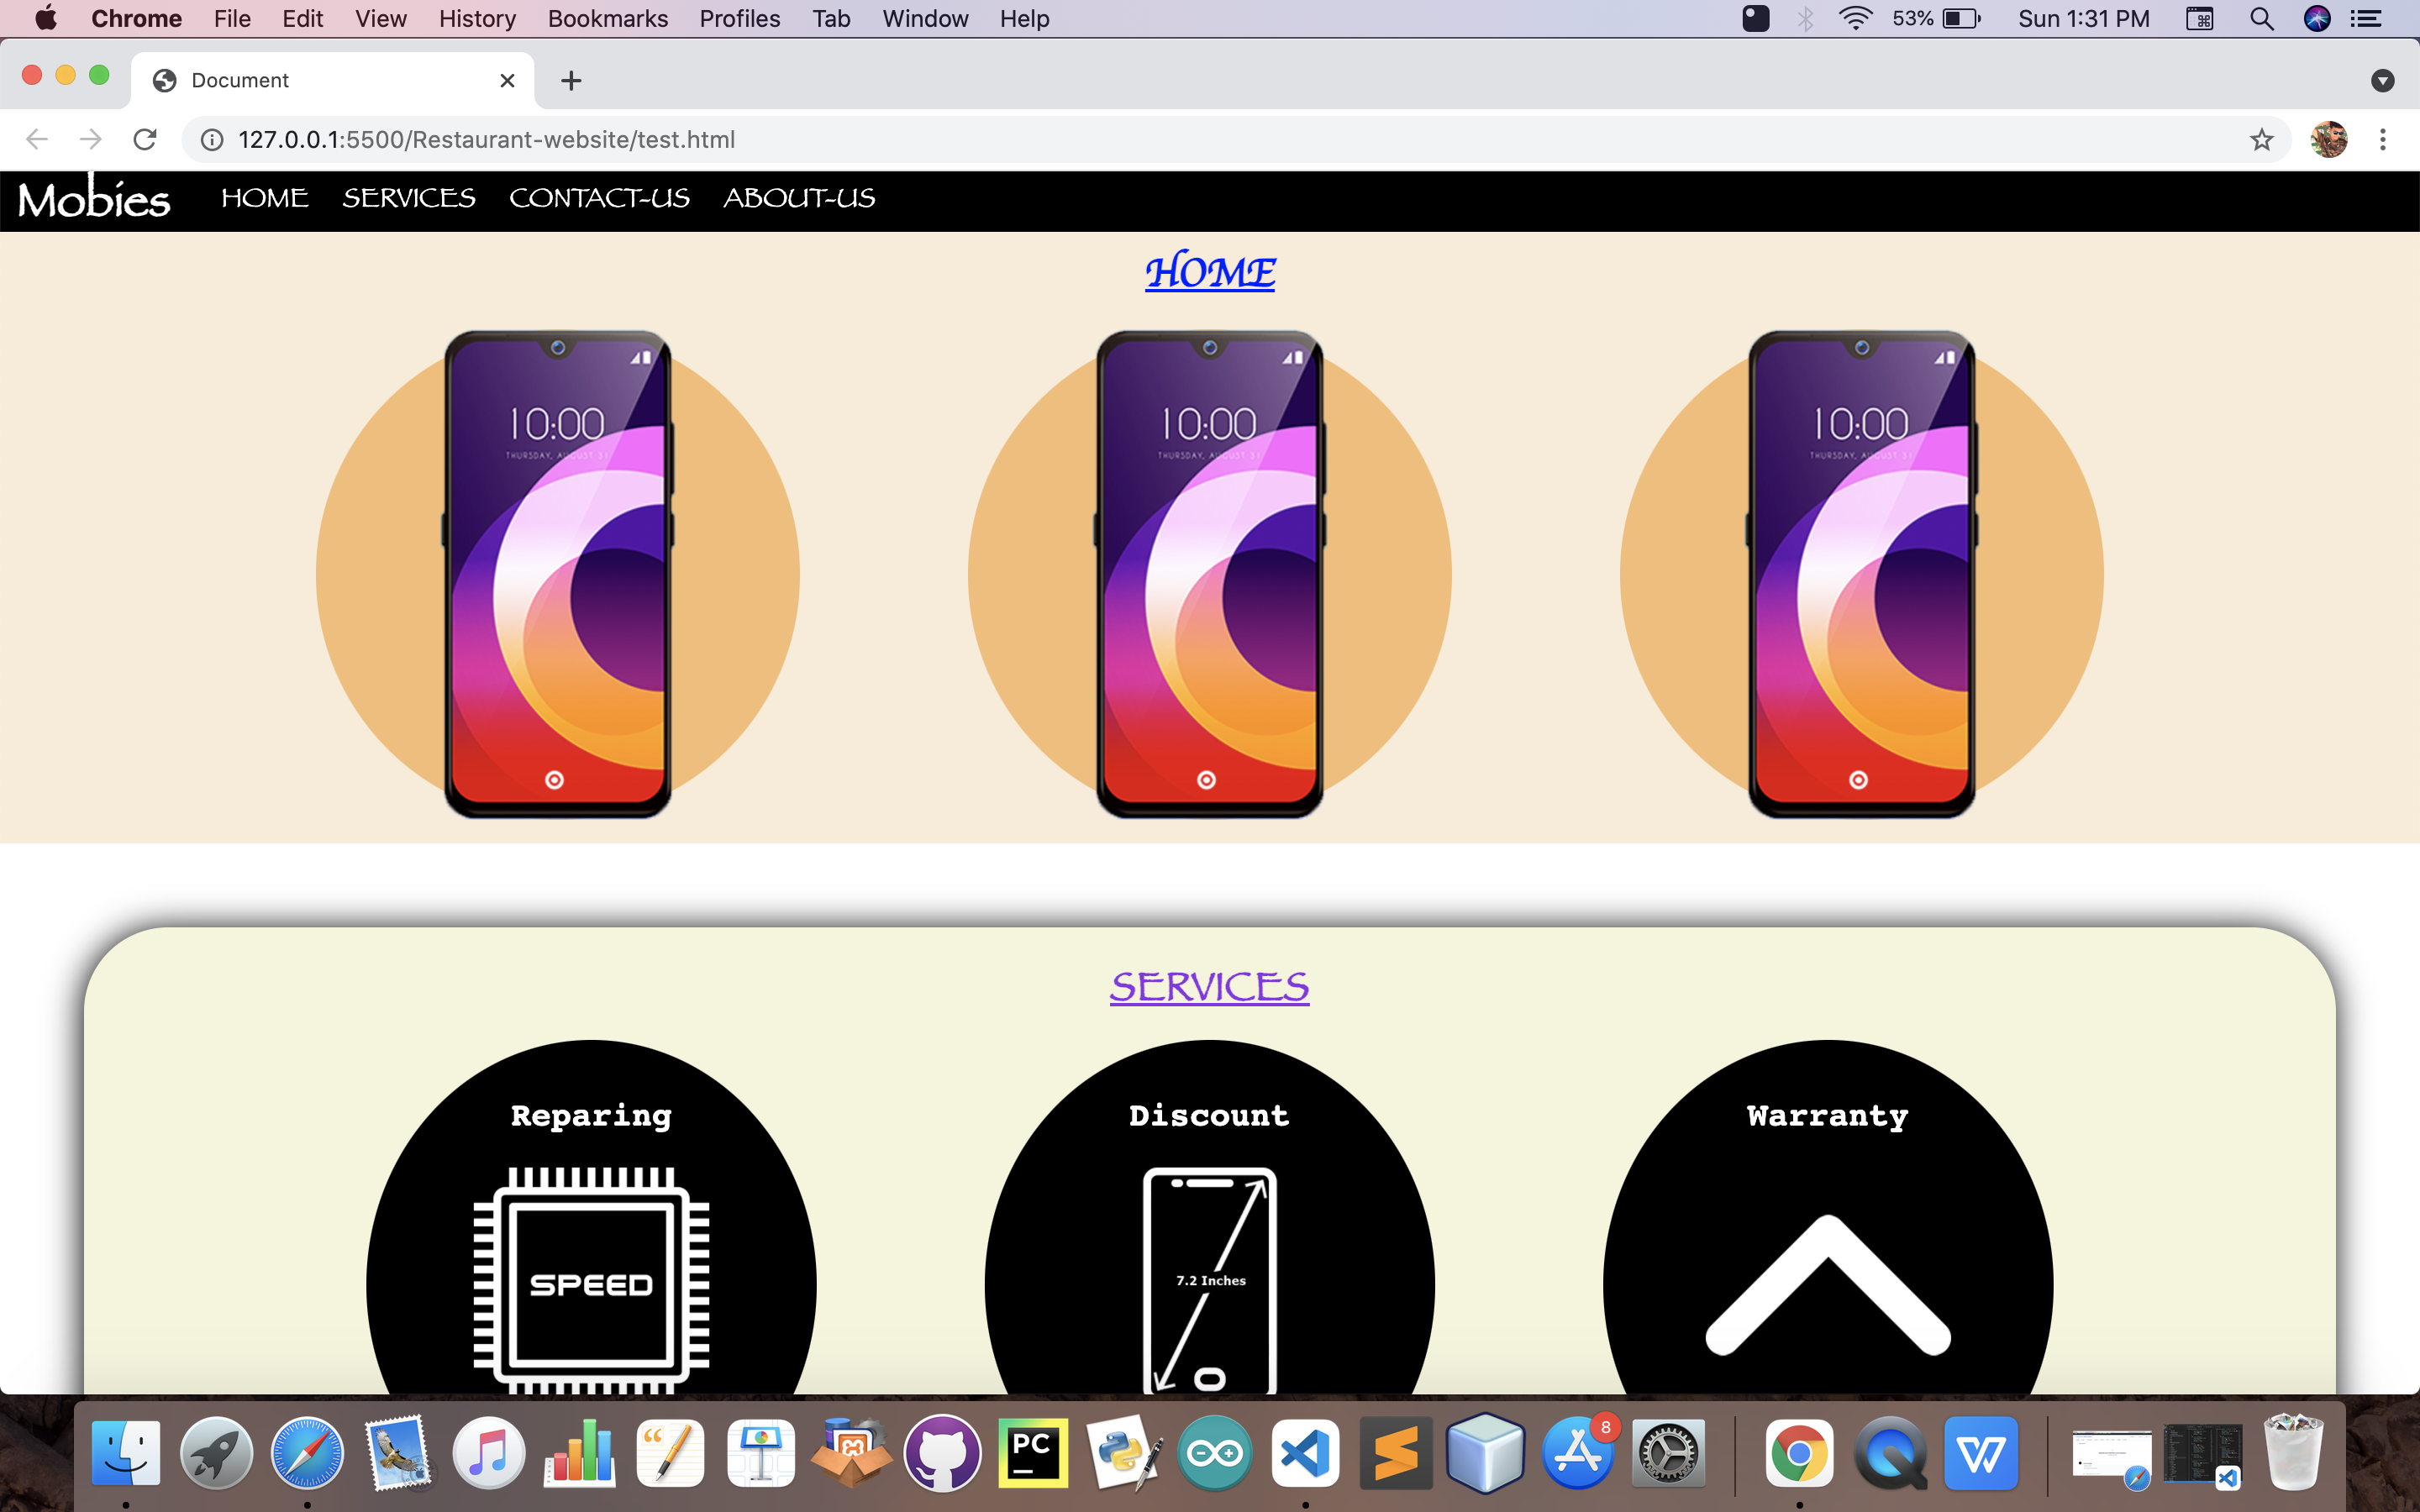 Chrome File Edit View History Bookmarks Profiles Tab Window Help 53% Sun 1:31 PM
Document
127.0.0.1:5500/Restaurant-website/test.html
Mobies HOME SERVICES CONTACT-US ABOUT-US
HOME
10:00 10:00 10:00
THURSDAY, AUGUST 31 THURSDAY, AUGUST 31 THURSDAY, AUGUST 31
SERVICES
Reparing Discount Warranty
SPEED 7.2 Inches
PC 8